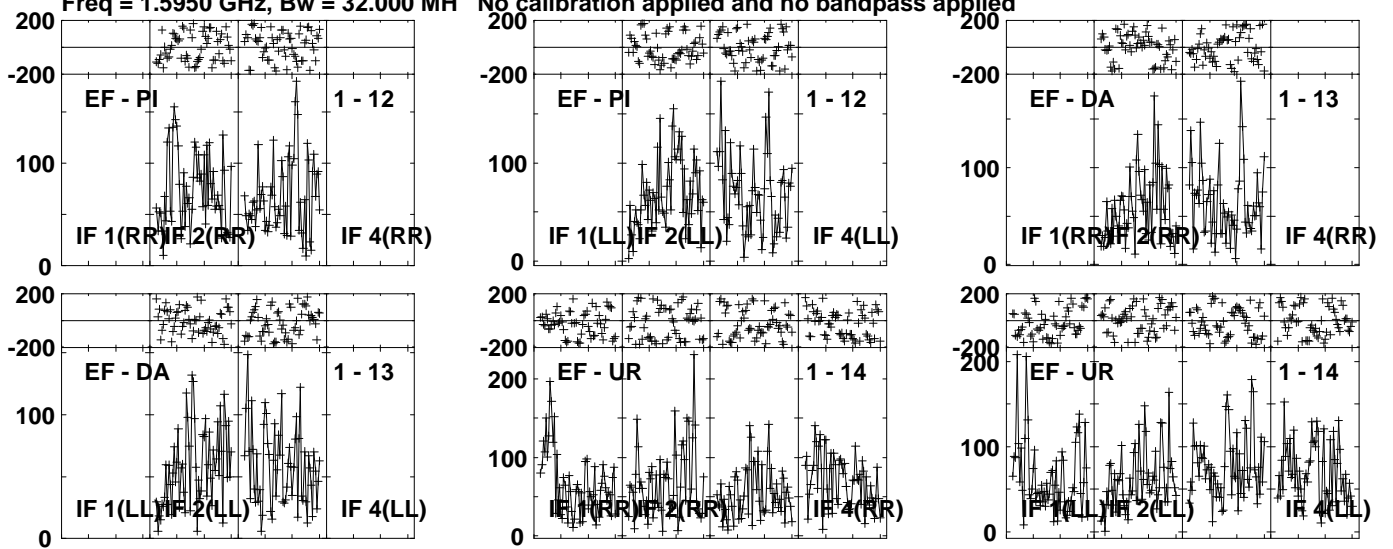 Freq = 1.5950 GHz, Bw = 32.000 MH No calibration applied and no bandpass applied
200
-200
EF - PI 1 - 12
100
IF 1(RR) IF 2(RR) IF 4(RR)
0
EF - PI 1 - 12
100
IF 1(LL) IF 2(LL) IF 4(LL)
0
EF - DA 1 - 13
100
IF 1(RR) IF 2(RR) IF 4(RR)
0
200
-200
EF - DA 1 - 13
100
IF 1(LL) IF 2(LL) IF 4(LL)
0
200
-200
200
EF - UR 1 - 14
100
IF 1(RR) IF 2(RR) IF 4(RR)
0
200
-200
200
EF - UR 1 - 14
100
IF 1(LL) IF 2(LL) IF 4(LL)
0